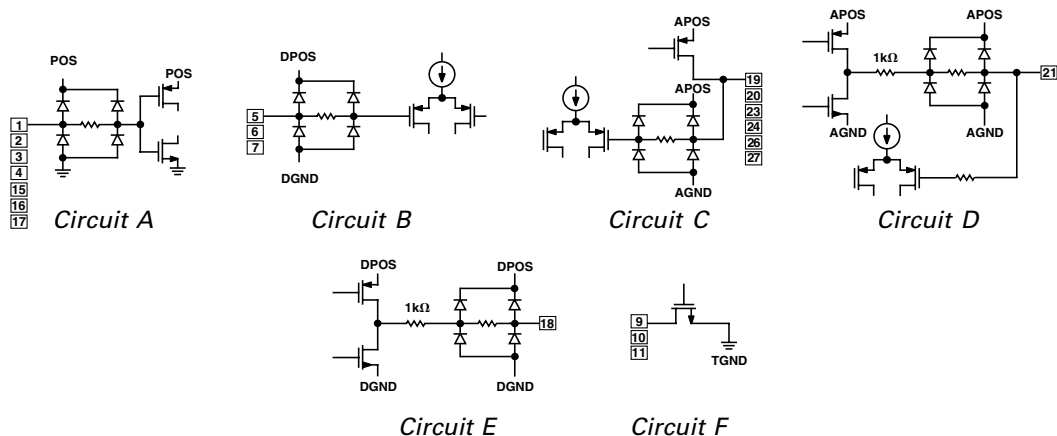 POS
POS
1
2
3
4
15
16
17
Circuit A
DPOS
5
6
7
DGND
Circuit B
APOS
APOS
19
20
23
24
26
27
AGND
Circuit C
APOS
APOS
1kΩ
21
AGND
AGND
Circuit D
DPOS
DPOS
1kΩ
18
DGND
DGND
Circuit E
9
10
11
TGND
Circuit F